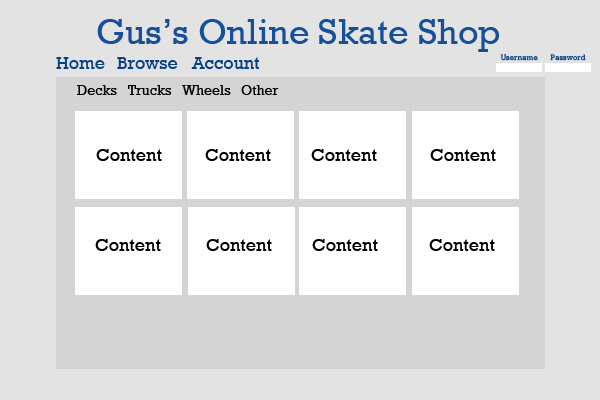 Gus's Online Skate Shop
Home Browse Account
Username Password
Decks Trucks Wheels Other
Content Content Content Content
Content Content Content Content